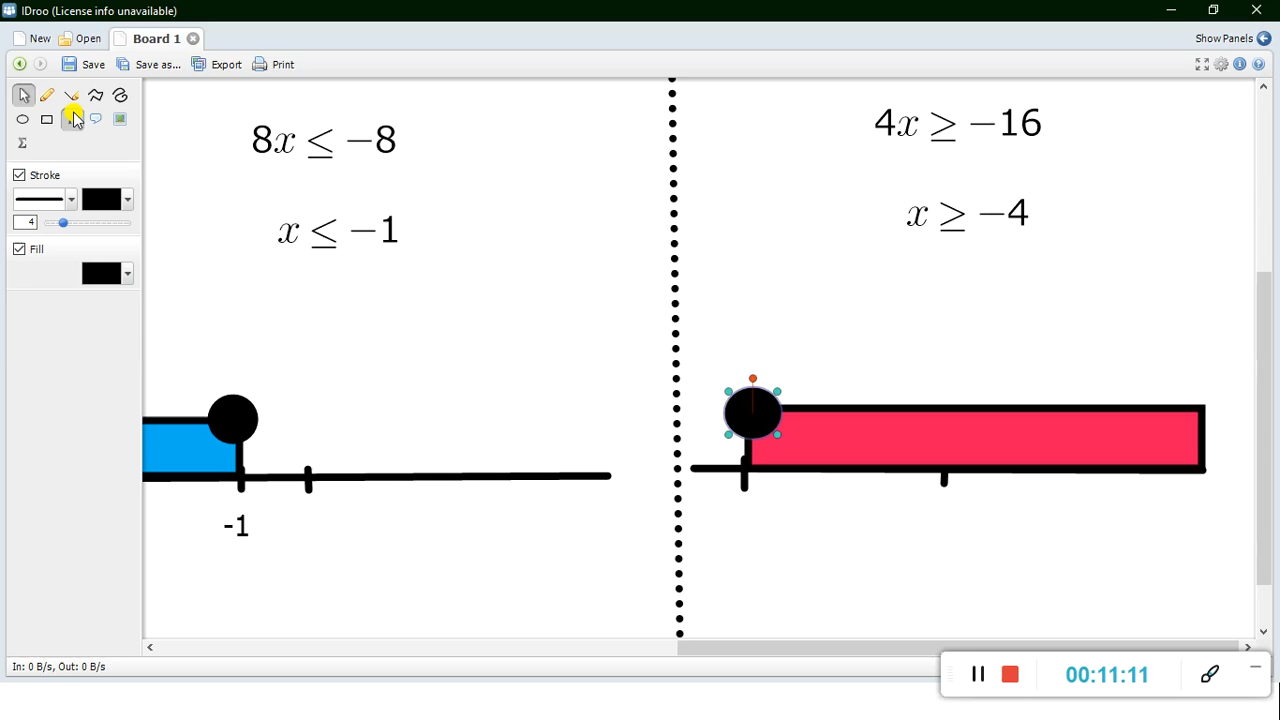 IDroo (License info unavailable)
New Open Board 1 Show Panels
Save Save as... Export Print
Σ
Stroke
4
Fill
8x ≤ −8
x ≤ −1
-1
4x ≥ −16
x ≥ −4
In: 0 B/s, Out: 0 B/s
00:11:11